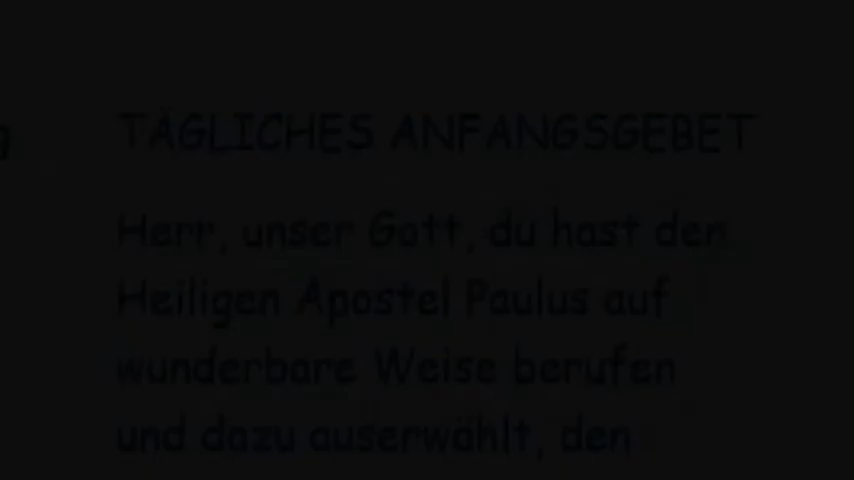 TÄGLICHES ANFANGSGEBET
Herr, unser Gott, du hast den
Heiligen Apostel Paulus auf
wunderbare Weise berufen
und dazu auserwählt, den